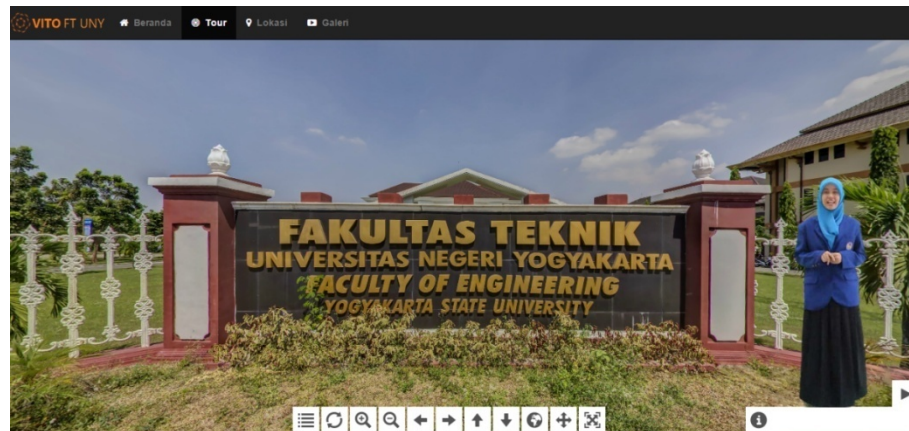 VITO FT UNY Beranda Tour Lokasi Galeri
FAKULTAS TEKNIK
UNIVERSITAS NEGERI YOGYAKARTA
FACULTY OF ENGINEERING
YOGYAKARTA STATE UNIVERSITY